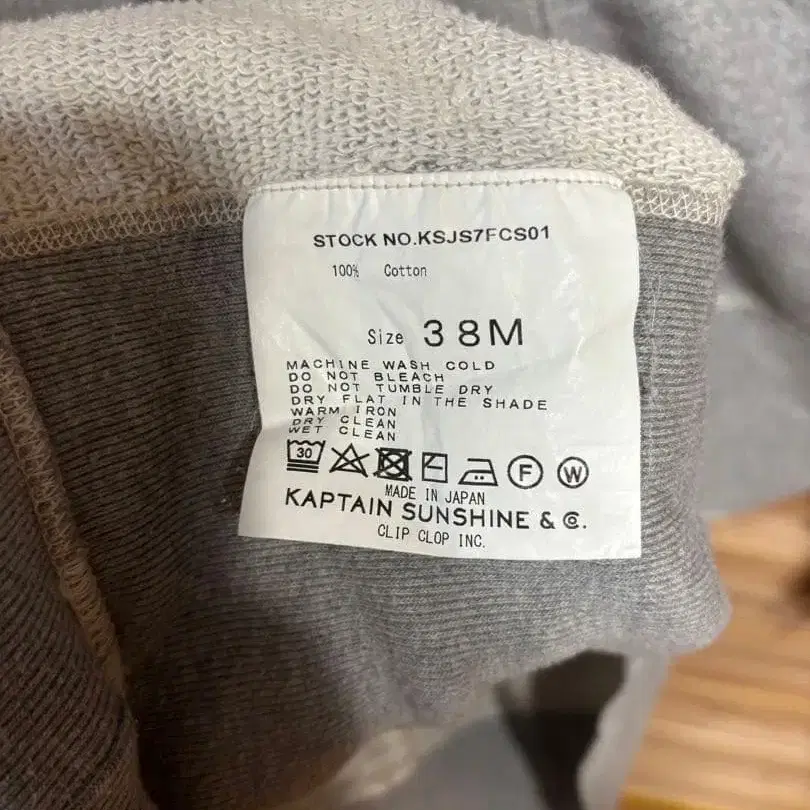 STOCK NO.KSJS7FCS01
100% Cotton
Size 38M
MACHINE WASH COLD
DO NOT BLEACH
DO NOT TUMBLE DRY
DRY FLAT IN THE SHADE
WARM IRON
DRY CLEAN
WET CLEAN
30 F W
MADE IN JAPAN
KAPTAIN SUNSHINE & Co.
CLIP CLOP INC.